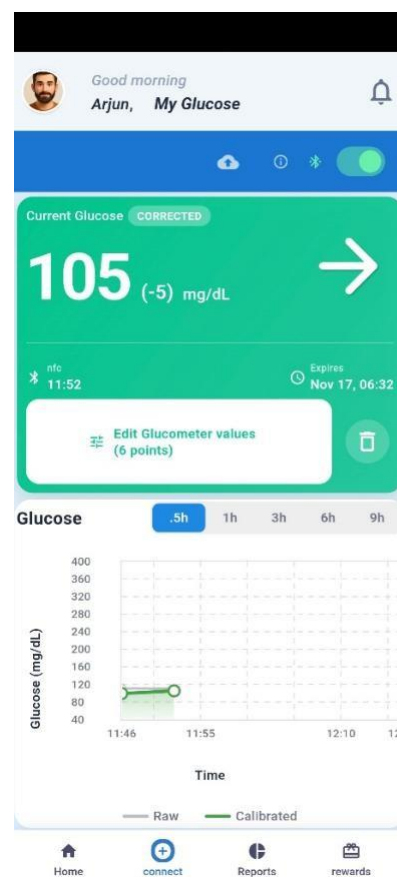 Good morning
Arjun, My Glucose
Current Glucose CORRECTED
105 (-5) mg/dL
nfc
11:52
Expires
Nov 17, 06:32
Edit Glucometer values
(6 points)
Glucose .5h 1h 3h 6h 9h
400
360
320
280
240
200
160
120
80
40
Glucose (mg/dL)
11:46 11:55 12:10
Time
Raw Calibrated
Home connect Reports rewards